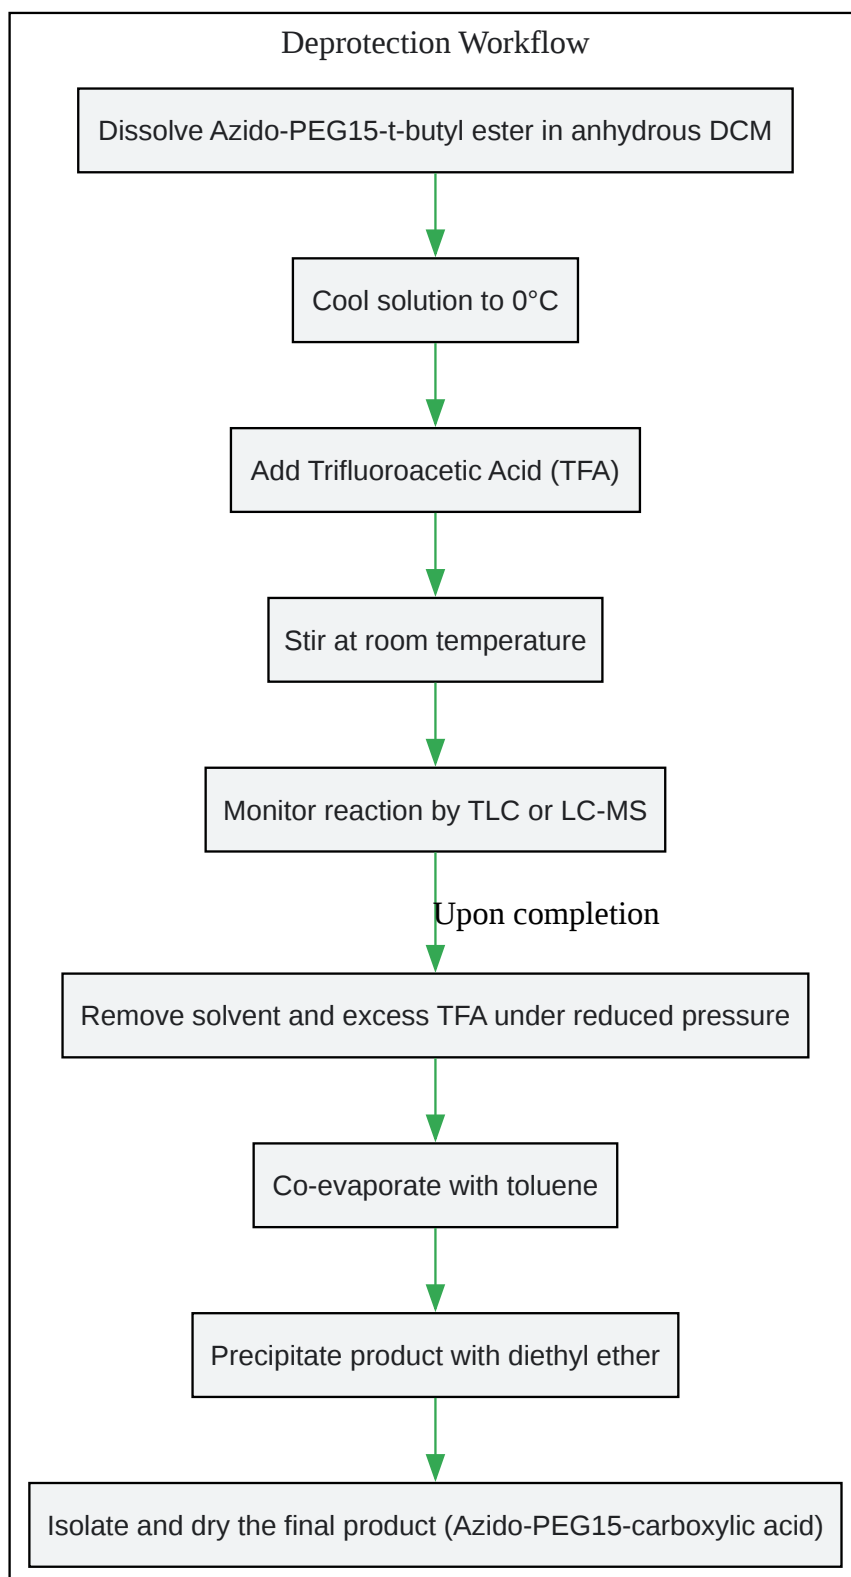 Deprotection Workflow
Dissolve Azido-PEG15-t-butyl ester in anhydrous DCM
Cool solution to 0°C
Add Trifluoroacetic Acid (TFA)
Stir at room temperature
Monitor reaction by TLC or LC-MS
Upon completion
Remove solvent and excess TFA under reduced pressure
Co-evaporate with toluene
Precipitate product with diethyl ether
Isolate and dry the final product (Azido-PEG15-carboxylic acid)